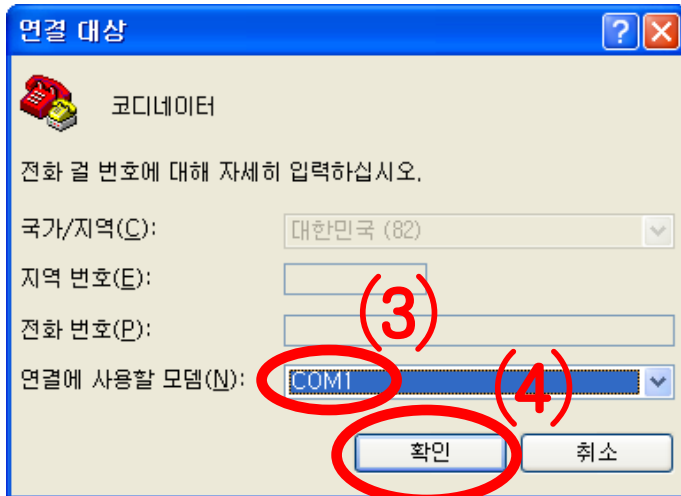 연결 대상
코디네이터
전화 걸 번호에 대해 자세히 입력하십시오.
국가/지역(C): 대한민국 (82)
지역 번호(E):
전화 번호(P):
(3)
연결에 사용할 모뎀(N): COM1
(4)
확인 취소